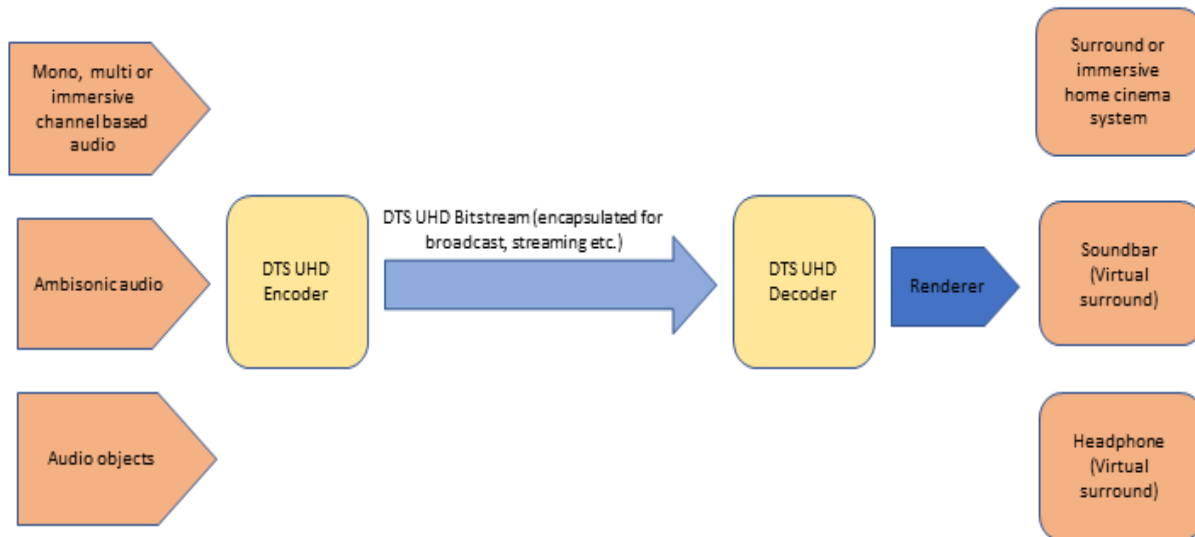 Mono, multi or
immersive
channel based
audio
Ambisonic audio
Audio objects
DTS UHD
Encoder
DTS UHD Bitstream (encapsulated for
broadcast, streaming etc.)
DTS UHD
Decoder
Renderer
Surround or
immersive
home cinema
system
Soundbar
(Virtual
surround)
Headphone
(Virtual
surround)